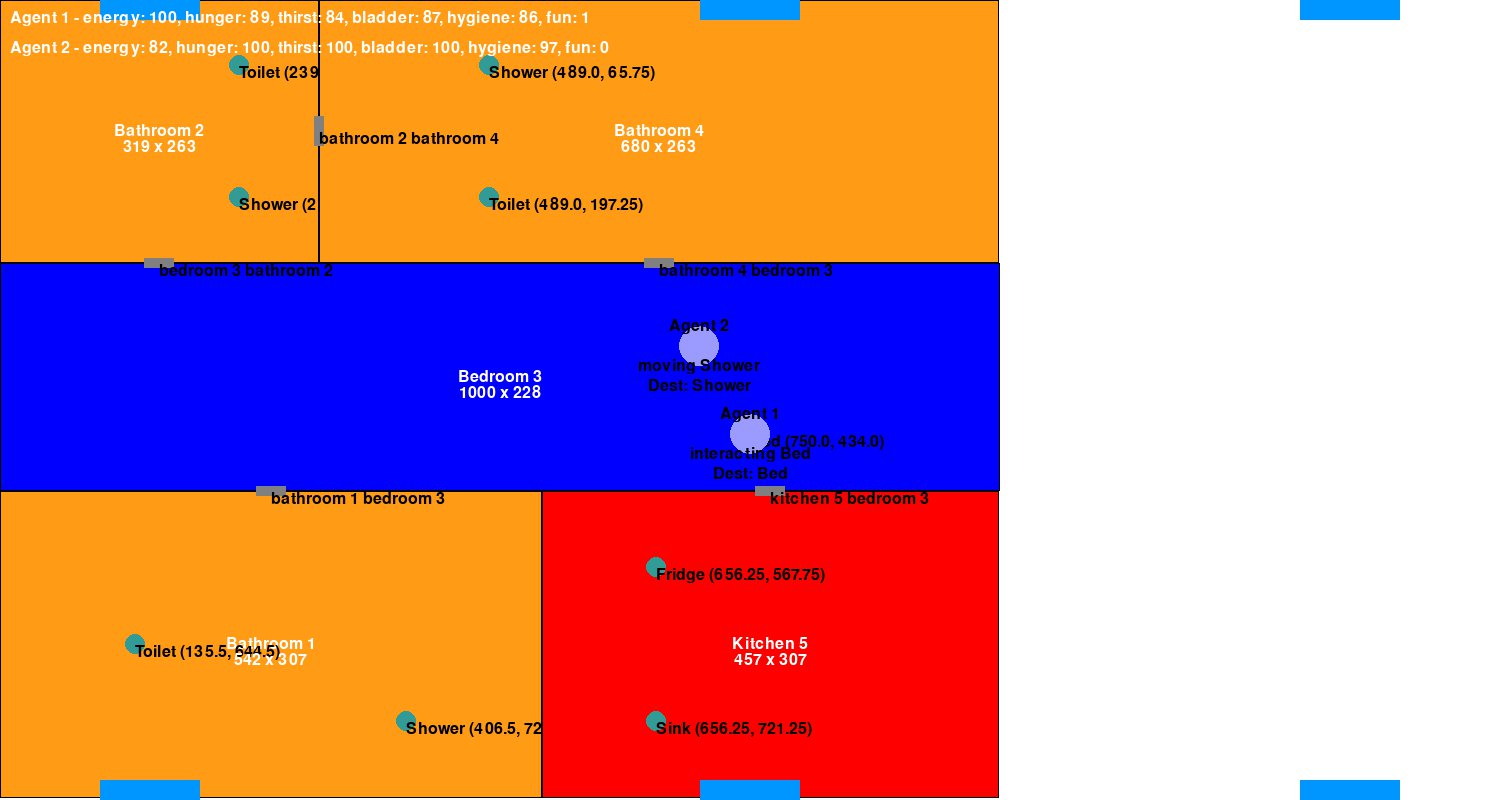 Agent 1 - energy: 100, hunger: 89, thirst: 84, bladder: 87, hygiene: 86, fun: 1
Agent 2 - energy: 82, hunger: 100, thirst: 100, bladder: 100, hygiene: 97, fun: 0
Toilet (239
Shower (489.0, 65.75)
Bathroom 2
319 x 263
bathroom 2 bathroom 4
Bathroom 4
680 x 263
Shower (2
Toilet (489.0, 197.25)
bedroom 3 bathroom 2
bathroom 4 bedroom 3
Agent 2
moving Shower
Dest: Shower
Bedroom 3
1000 x 228
Agent 1
d (750.0, 434.0)
interacting Bed
Dest: Bed
bathroom 1 bedroom 3
kitchen 5 bedroom 3
Fridge (656.25, 567.75)
Bathroom 1
542 x 307
Toilet (135.5, 644.5)
Kitchen 5
457 x 307
Shower (406.5, 72
Sink (656.25, 721.25)